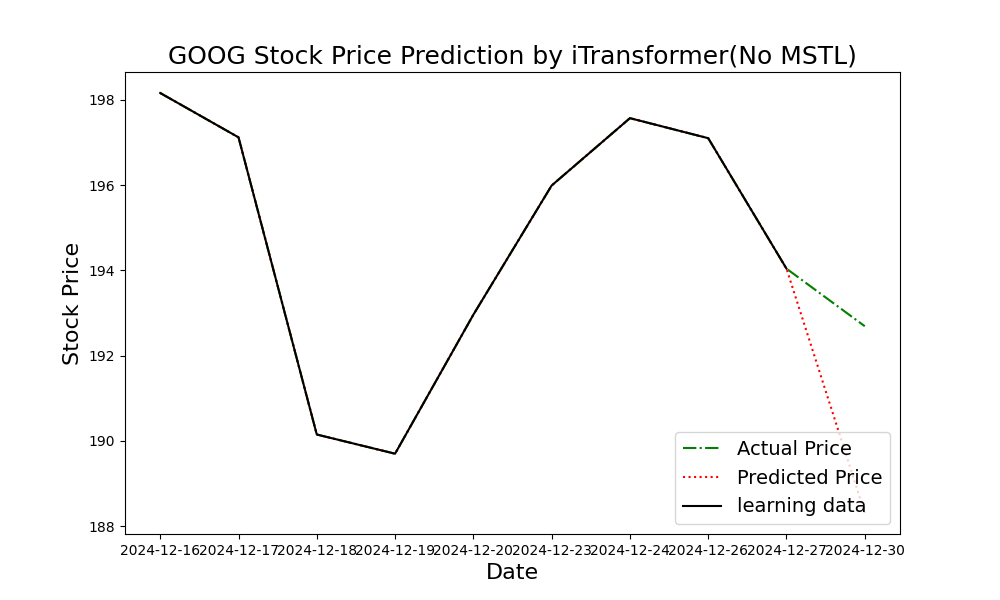 GOOG Stock Price Prediction by iTransformer(No MSTL)
Stock Price
198
196
194
192
190
188
Actual Price
Predicted Price
learning data
2024-12-16 2024-12-17 2024-12-18 2024-12-19 2024-12-20 2024-12-23 2024-12-24 2024-12-26 2024-12-27 2024-12-30
Date